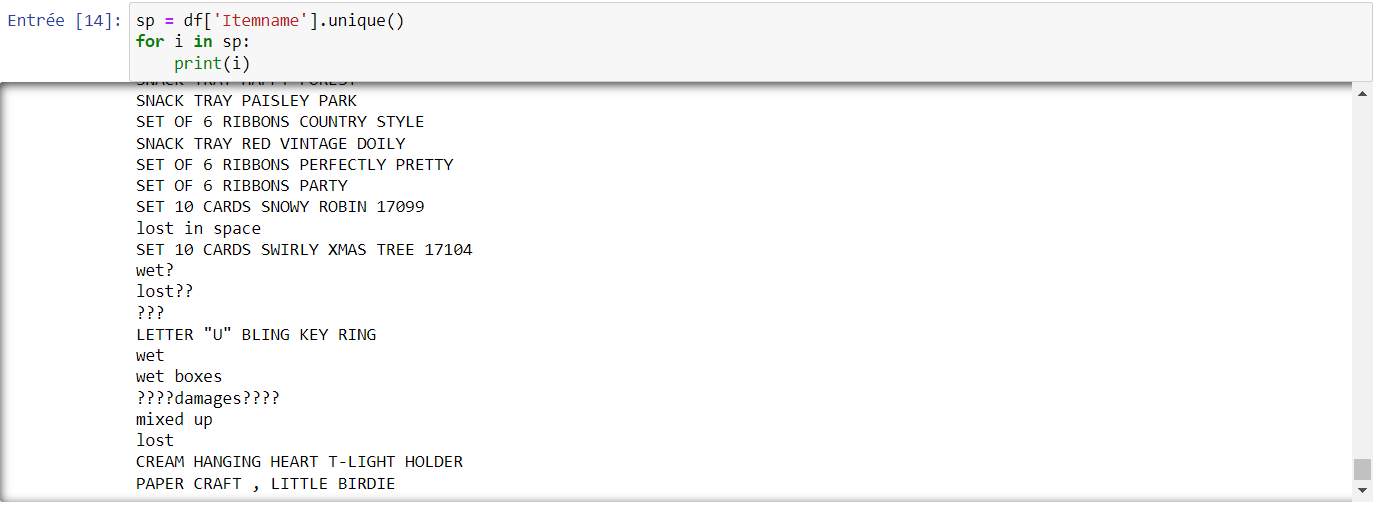 Entrée [14]: sp = df['Itemname'].unique()
for i in sp:
    print(i)
SNACK TRAY PAISLEY PARK
SET OF 6 RIBBONS COUNTRY STYLE
SNACK TRAY RED VINTAGE DOILY
SET OF 6 RIBBONS PERFECTLY PRETTY
SET OF 6 RIBBONS PARTY
SET 10 CARDS SNOWY ROBIN 17099
lost in space
SET 10 CARDS SWIRLY XMAS TREE 17104
wet?
lost??
???
LETTER "U" BLING KEY RING
wet
wet boxes
????damages????
mixed up
lost
CREAM HANGING HEART T-LIGHT HOLDER
PAPER CRAFT , LITTLE BIRDIE